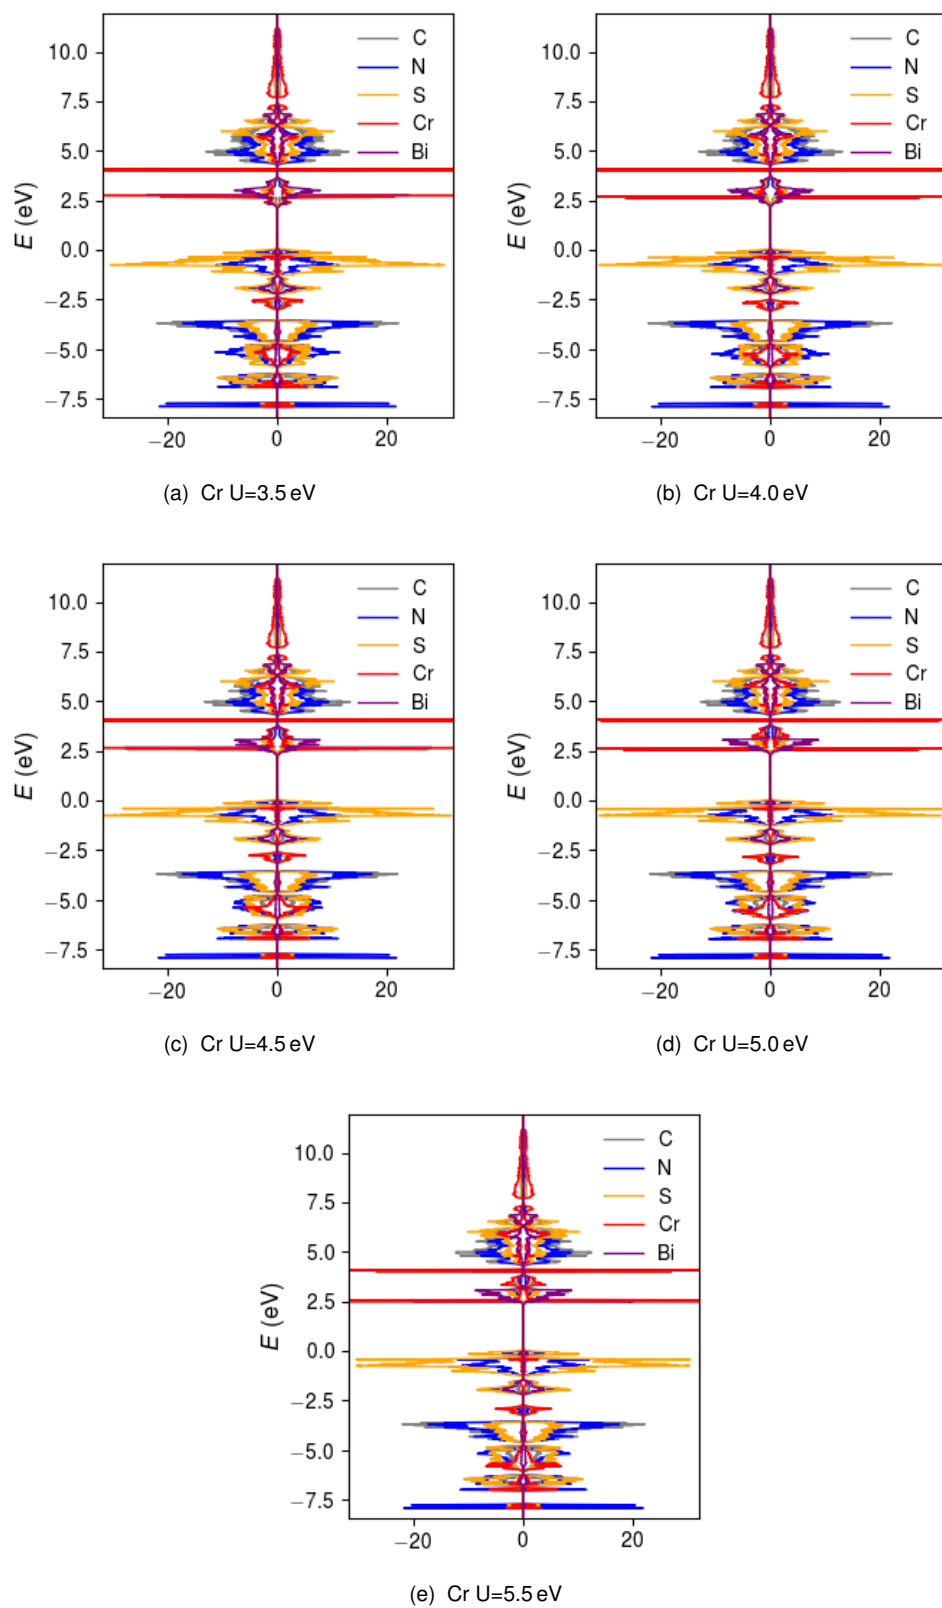 10.0
7.5
5.0
2.5
0.0
−2.5
−5.0
−7.5
E (eV)
−20 0 20
C
N
S
Cr
Bi
(a) Cr U=3.5 eV
10.0
7.5
5.0
2.5
0.0
−2.5
−5.0
−7.5
E (eV)
−20 0 20
C
N
S
Cr
Bi
(b) Cr U=4.0 eV
10.0
7.5
5.0
2.5
0.0
−2.5
−5.0
−7.5
E (eV)
−20 0 20
C
N
S
Cr
Bi
(c) Cr U=4.5 eV
10.0
7.5
5.0
2.5
0.0
−2.5
−5.0
−7.5
E (eV)
−20 0 20
C
N
S
Cr
Bi
(d) Cr U=5.0 eV
10.0
7.5
5.0
2.5
0.0
−2.5
−5.0
−7.5
E (eV)
−20 0 20
C
N
S
Cr
Bi
(e) Cr U=5.5 eV